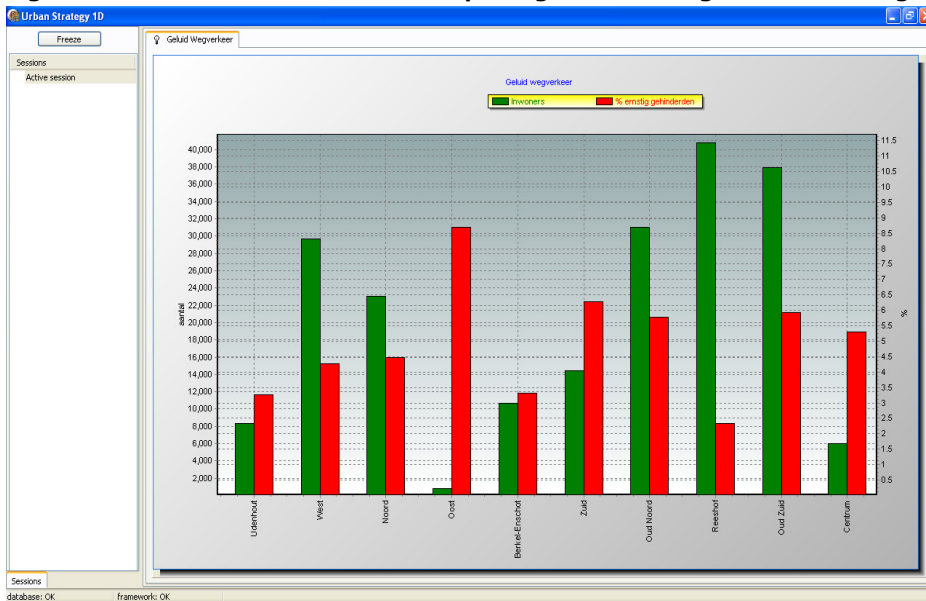 Urban Strategy 1D
Freeze
Geluid Wegverkeer
Sessions
Active session
Geluid wegverkeer
Inwoners
% ernstig gehinderden
40,000
38,000
36,000
34,000
32,000
30,000
28,000
26,000
24,000
22,000
20,000
18,000
16,000
14,000
12,000
10,000
8,000
6,000
4,000
2,000
aantal
11.5
11
10.5
10
9.5
9
8.5
8
7.5
7
6.5
6
5.5
5
4.5
4
3.5
3
2.5
2
1.5
1
0.5
%
Udenhout
West
Noord
Oost
Berkel-Enschot
Zuid
Oud Noord
Reeshof
Oud Zuid
Centrum
Sessions
database: OK
framework: OK